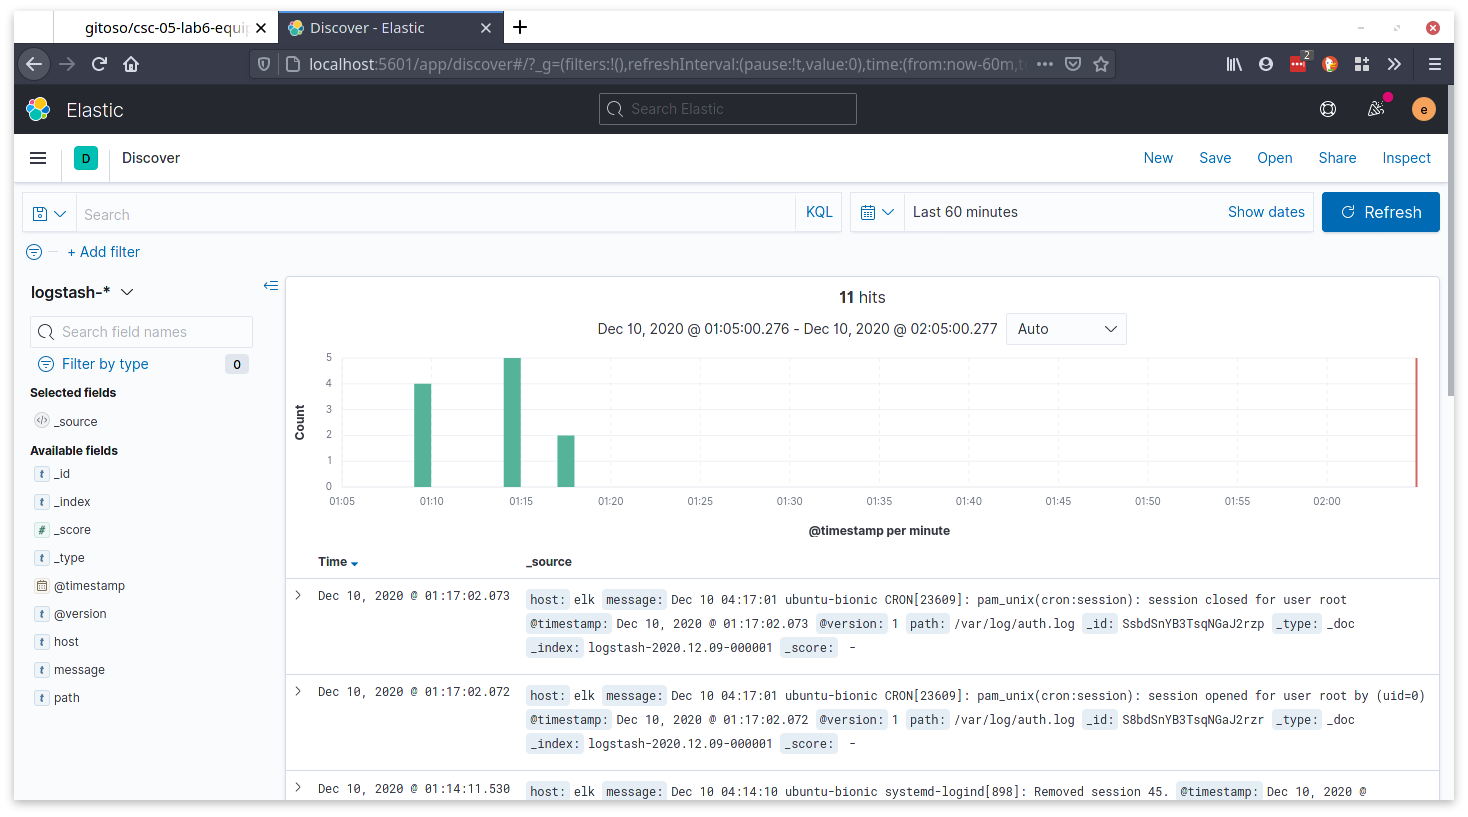 gitoso/csc-05-lab6-equip
Discover - Elastic
localhost:5601/app/discover#/?_g=(filters:!(),refreshInterval:(pause:!t,value:0),time:(from:now-60m,t
2
Elastic
Search Elastic
e
D
Discover
New Save Open Share Inspect
Search
KQL
Last 60 minutes
Show dates
Refresh
+ Add filter
logstash-*
Search field names
Filter by type
0
Selected fields
_source
Available fields
t _id
t _index
# _score
t _type
@timestamp
t @version
t host
t message
t path
11 hits
Dec 10, 2020 @ 01:05:00.276 - Dec 10, 2020 @ 02:05:00.277
Auto
5
4
3
2
1
0
Count
01:05 01:10 01:15 01:20 01:25 01:30 01:35 01:40 01:45 01:50 01:55 02:00
@timestamp per minute
Time _source
Dec 10, 2020 @ 01:17:02.073 host: elk message: Dec 10 04:17:01 ubuntu-bionic CRON[23609]: pam_unix(cron:session): session closed for user root
@timestamp: Dec 10, 2020 @ 01:17:02.073 @version: 1 path: /var/log/auth.log _id: SsbdSnYB3TsqNGaJ2rzp _type: _doc
_index: logstash-2020.12.09-000001 _score: -
Dec 10, 2020 @ 01:17:02.072 host: elk message: Dec 10 04:17:01 ubuntu-bionic CRON[23609]: pam_unix(cron:session): session opened for user root by (uid=0)
@timestamp: Dec 10, 2020 @ 01:17:02.072 @version: 1 path: /var/log/auth.log _id: S8bdSnYB3TsqNGaJ2rzr _type: _doc
_index: logstash-2020.12.09-000001 _score: -
Dec 10, 2020 @ 01:14:11.530 host: elk message: Dec 10 04:14:10 ubuntu-bionic systemd-logind[898]: Removed session 45. @timestamp: Dec 10, 2020 @